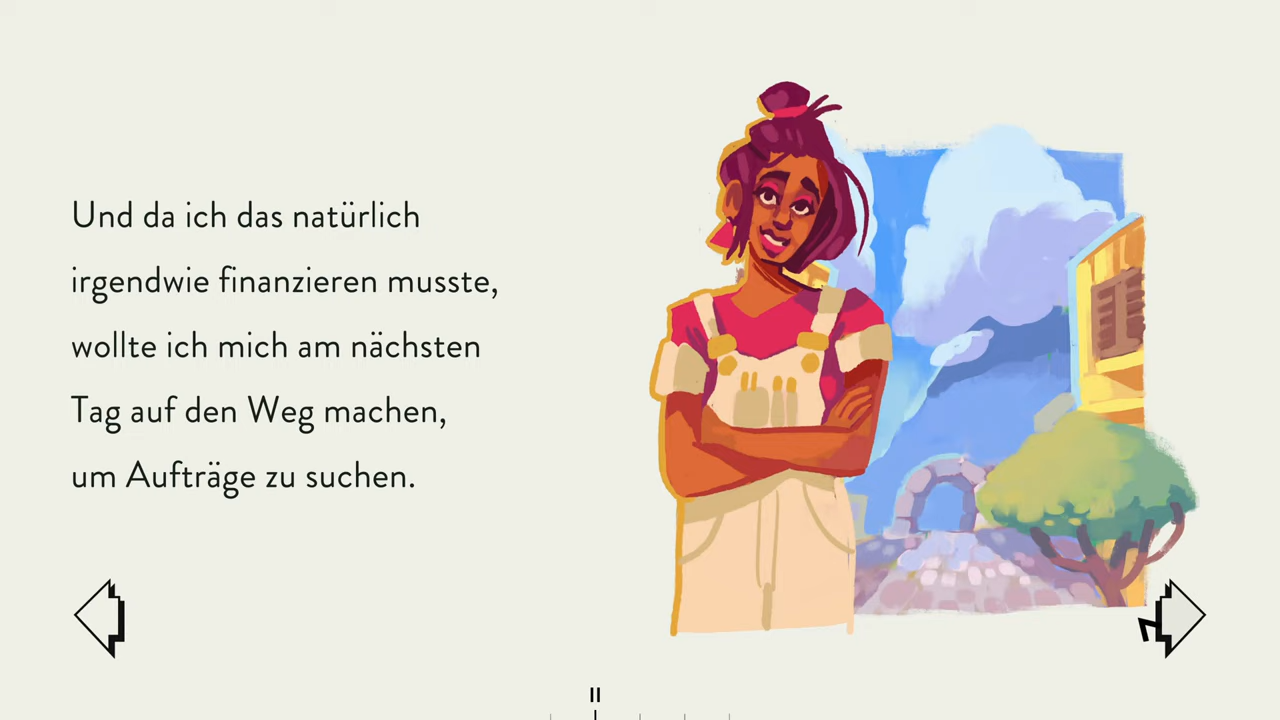 Und da ich das natürlich
irgendwie finanzieren musste,
wollte ich mich am nächsten
Tag auf den Weg machen,
um Aufträge zu suchen.
II